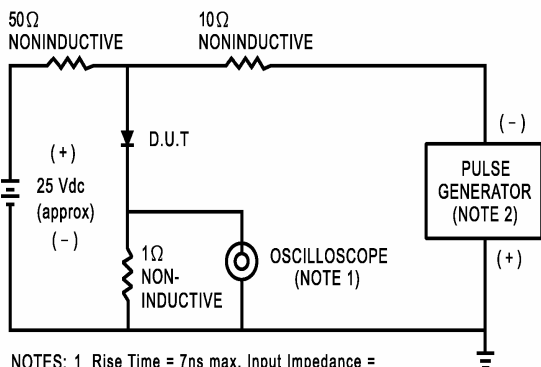 50Ω
NONINDUCTIVE
10Ω
NONINDUCTIVE
(+)
25 Vdc
(approx)
(−)
D.U.T
1Ω
NON-
INDUCTIVE
OSCILLOSCOPE
(NOTE 1)
(−)
PULSE
GENERATOR
(NOTE 2)
(+)
NOTES: 1 Rise Time = 7ns max. Input Impedance =